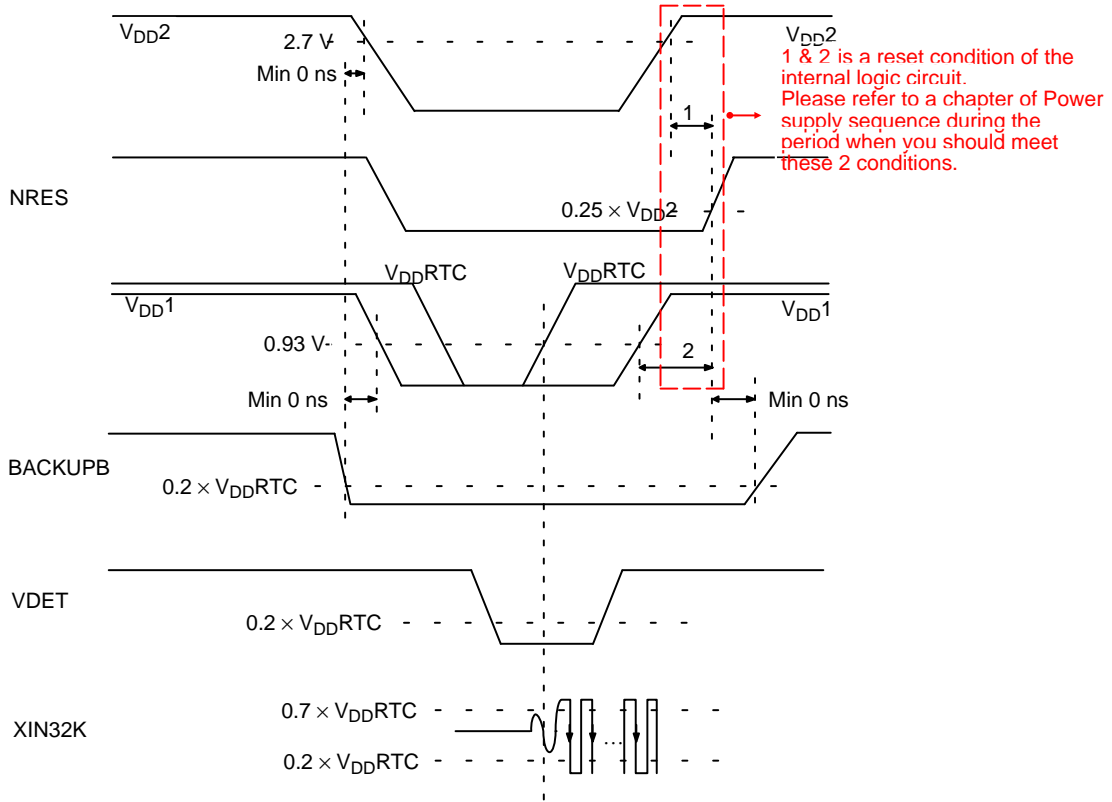 VDD2
2.7 V
Min 0 ns
VDD2
1 & 2 is a reset condition of the
internal logic circuit.
Please refer to a chapter of Power
supply sequence during the
period when you should meet
these 2 conditions.
1
NRES
0.25 × VDD2
VDDRTC
VDDRTC
VDD1
VDD1
0.93 V
2
Min 0 ns
Min 0 ns
BACKUPB
0.2 × VDDRTC
VDET
0.2 × VDDRTC
XIN32K
0.7 × VDDRTC
...
0.2 × VDDRTC